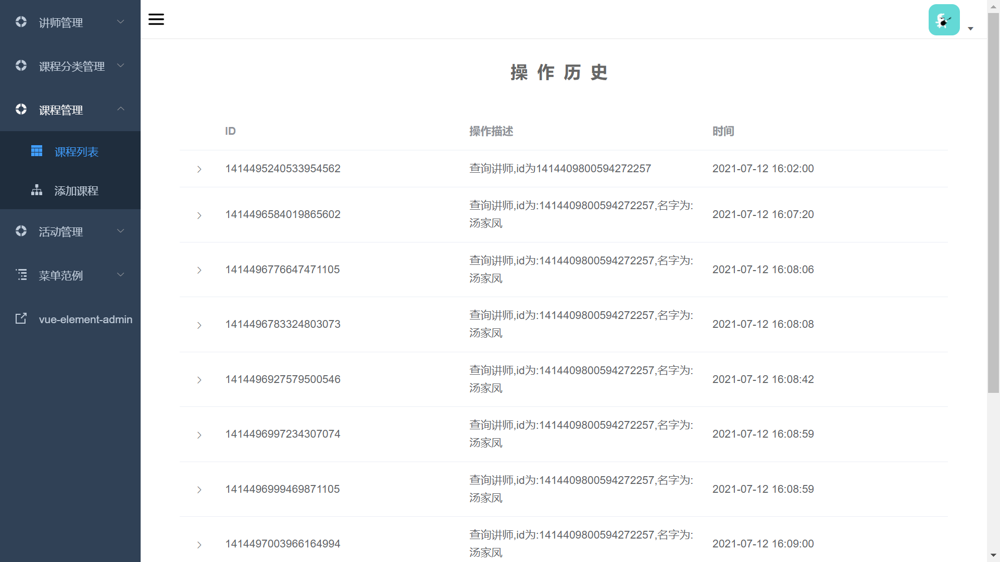 讲师管理
课程分类管理
课程管理
课程列表
添加课程
活动管理
菜单范例
vue-element-admin
操作历史
ID 操作描述 时间
1414495240533954562 查询讲师,id为1414409800594272257 2021-07-12 16:02:00
1414496584019865602 查询讲师,id为:1414409800594272257,名字为: 2021-07-12 16:07:20
汤家凤
1414496776647471105 查询讲师,id为:1414409800594272257,名字为: 2021-07-12 16:08:06
汤家凤
1414496783324803073 查询讲师,id为:1414409800594272257,名字为: 2021-07-12 16:08:08
汤家凤
1414496927579500546 查询讲师,id为:1414409800594272257,名字为: 2021-07-12 16:08:42
汤家凤
1414496997234307074 查询讲师,id为:1414409800594272257,名字为: 2021-07-12 16:08:59
汤家凤
1414496999469871105 查询讲师,id为:1414409800594272257,名字为: 2021-07-12 16:08:59
汤家凤
1414497003966164994 查询讲师,id为:1414409800594272257,名字为: 2021-07-12 16:09:00
汤家凤